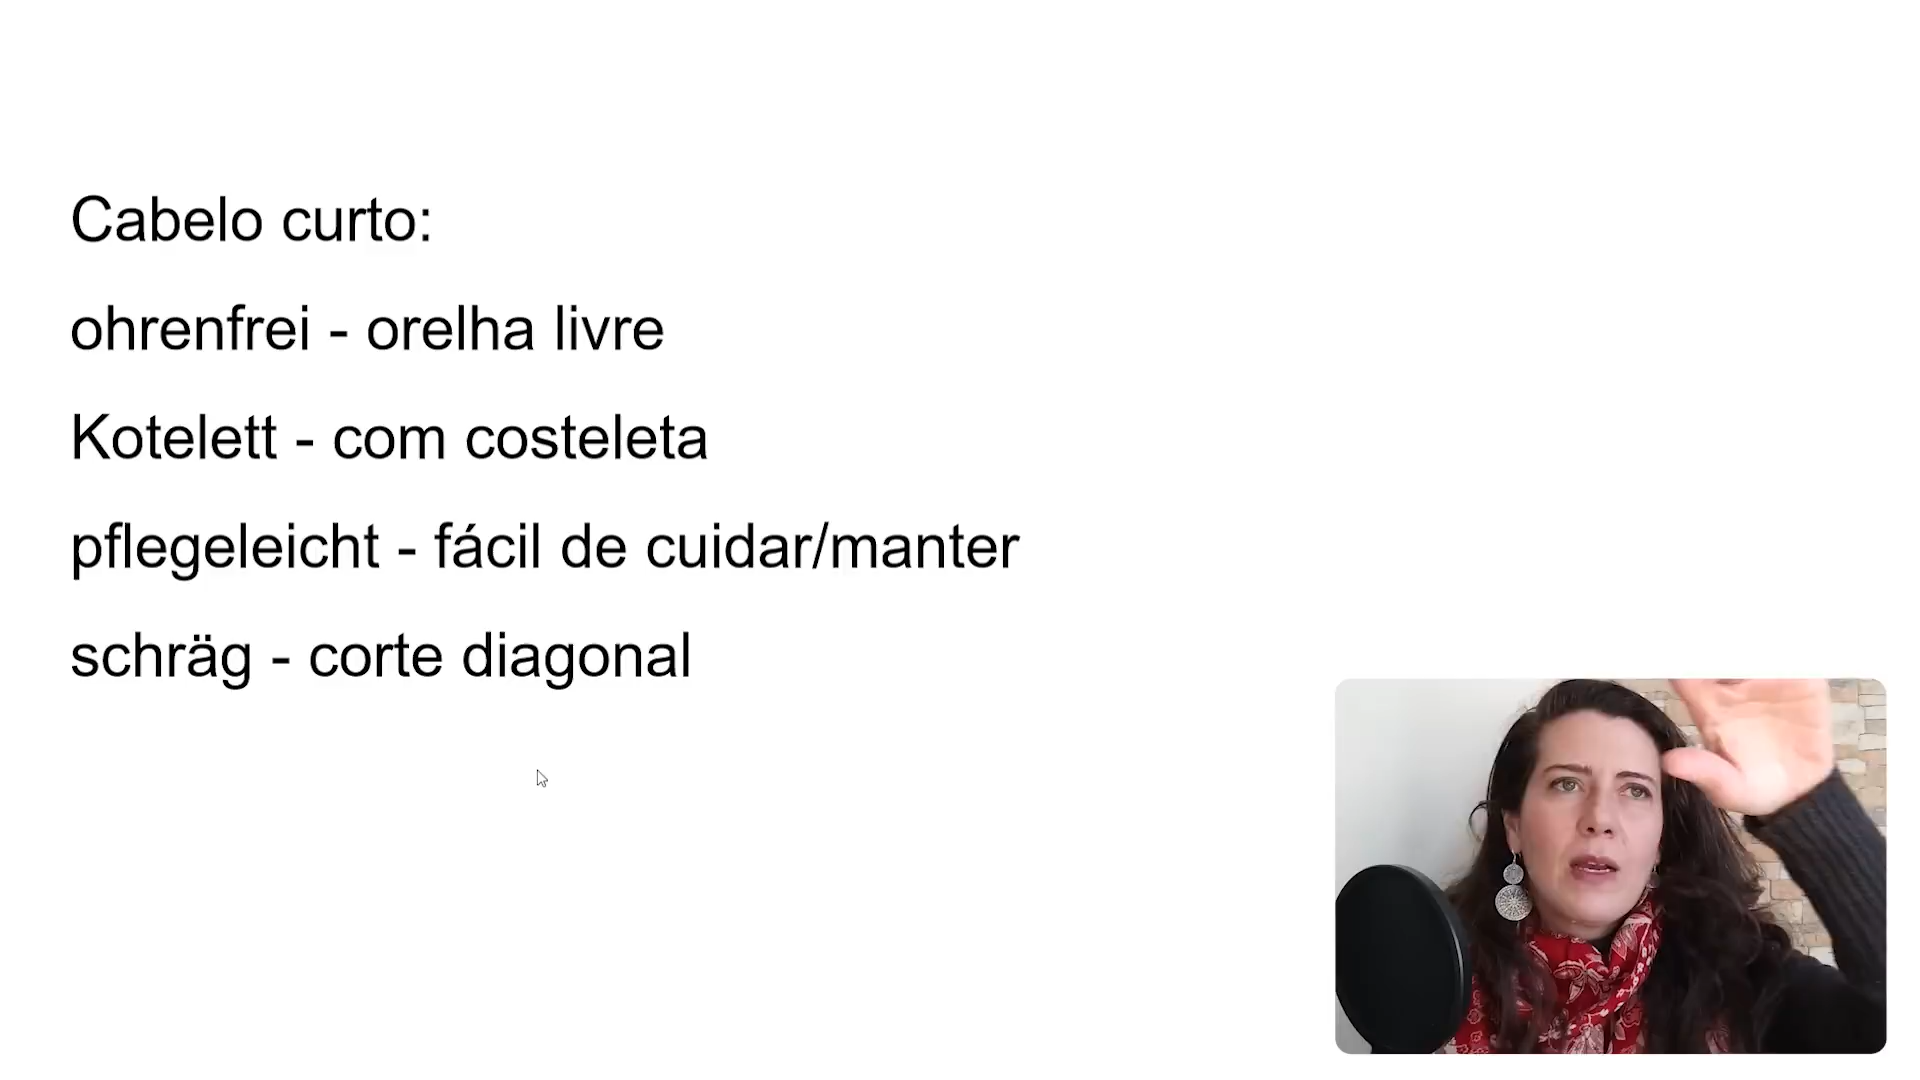 Cabelo curto:
ohrenfrei - orelha livre
Kotelett - com costeleta
pflegeleicht - fácil de cuidar/manter
schräg - corte diagonal